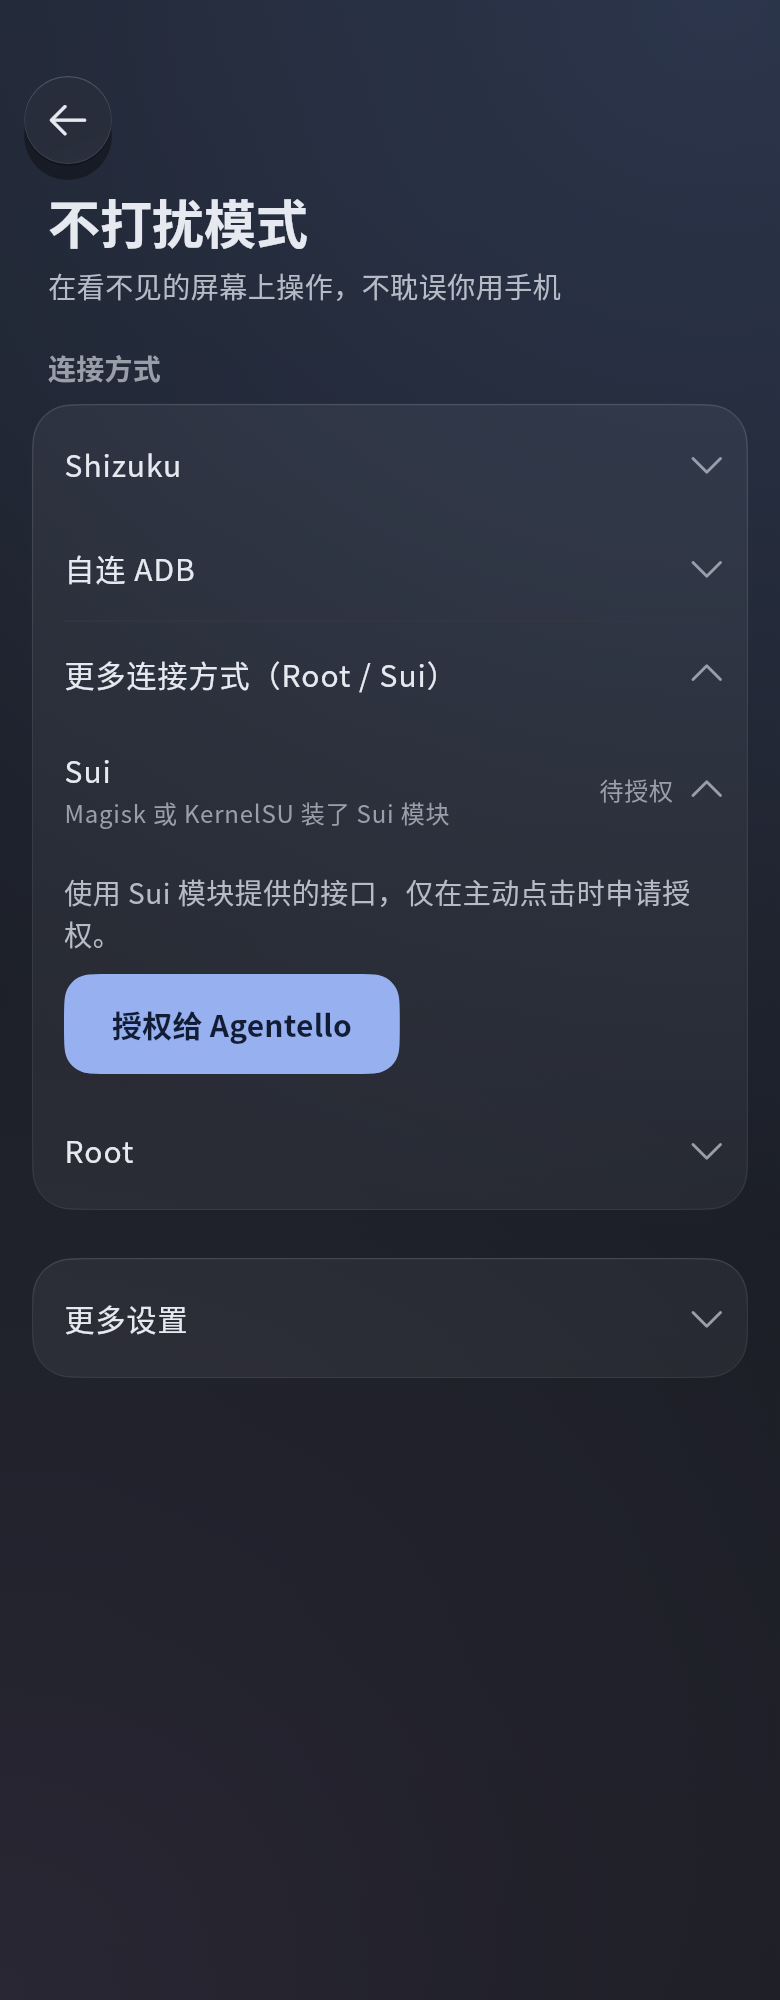 不打扰模式
在看不见的屏幕上操作，不耽误你用手机
连接方式
Shizuku
自连 ADB
更多连接方式（Root / Sui）
Sui
待授权
Magisk 或 KernelSU 装了 Sui 模块
使用 Sui 模块提供的接口，仅在主动点击时申请授
权。
授权给 Agentello
Root
更多设置